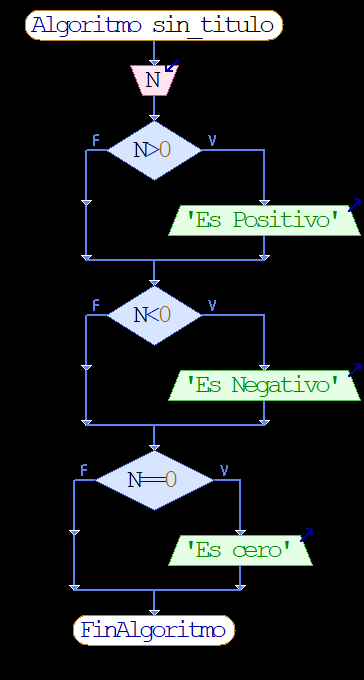 Algoritmo sin_titulo
N
F
V
N>0
'Es Positivo'
F
V
N<0
'Es Negativo'
F
V
N==0
'Es cero'
FinAlgoritmo